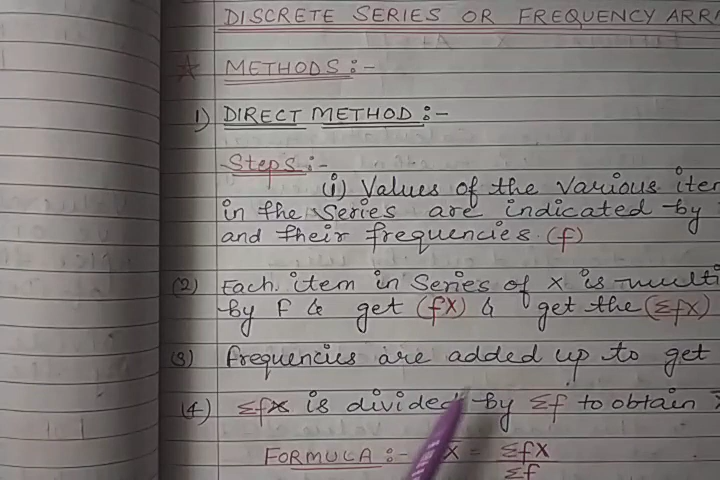 DISCRETE SERIES OR FREQUENCY ARR
METHODS :-
1) DIRECT METHOD :-
Steps :-
(i) Values of the various item
in the series are indicated by
and their frequencies. (f)
(2) Each item in series of X is multi
by F & get (fX) & get the (Σfx)
(3) frequencies are added up to get
(4) Σfx is divided by Σf to obtain
FORMULA :- X̄ = ΣfX
Σf